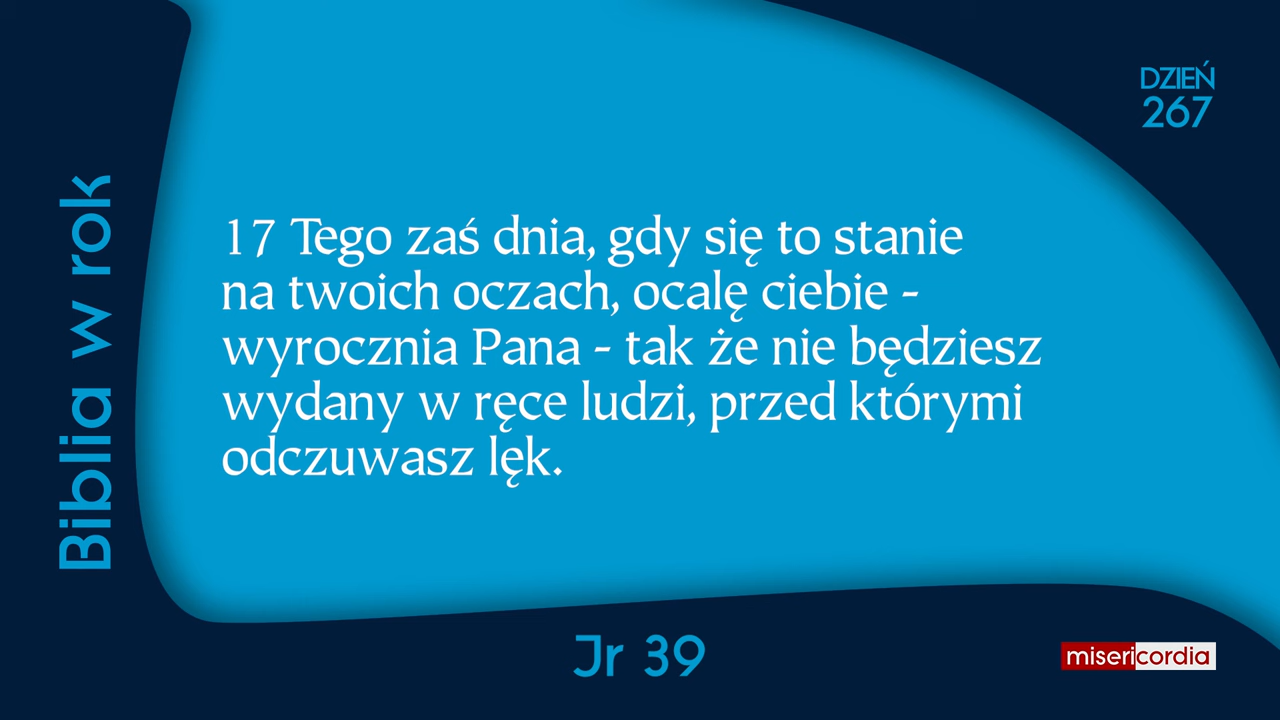 DZIEŃ
267
Biblia w rok
17 Tego zaś dnia, gdy się to stanie
na twoich oczach, ocalę ciebie -
wyrocznia Pana - tak że nie będziesz
wydany w ręce ludzi, przed którymi
odczuwasz lęk.
Jr 39
misericordia